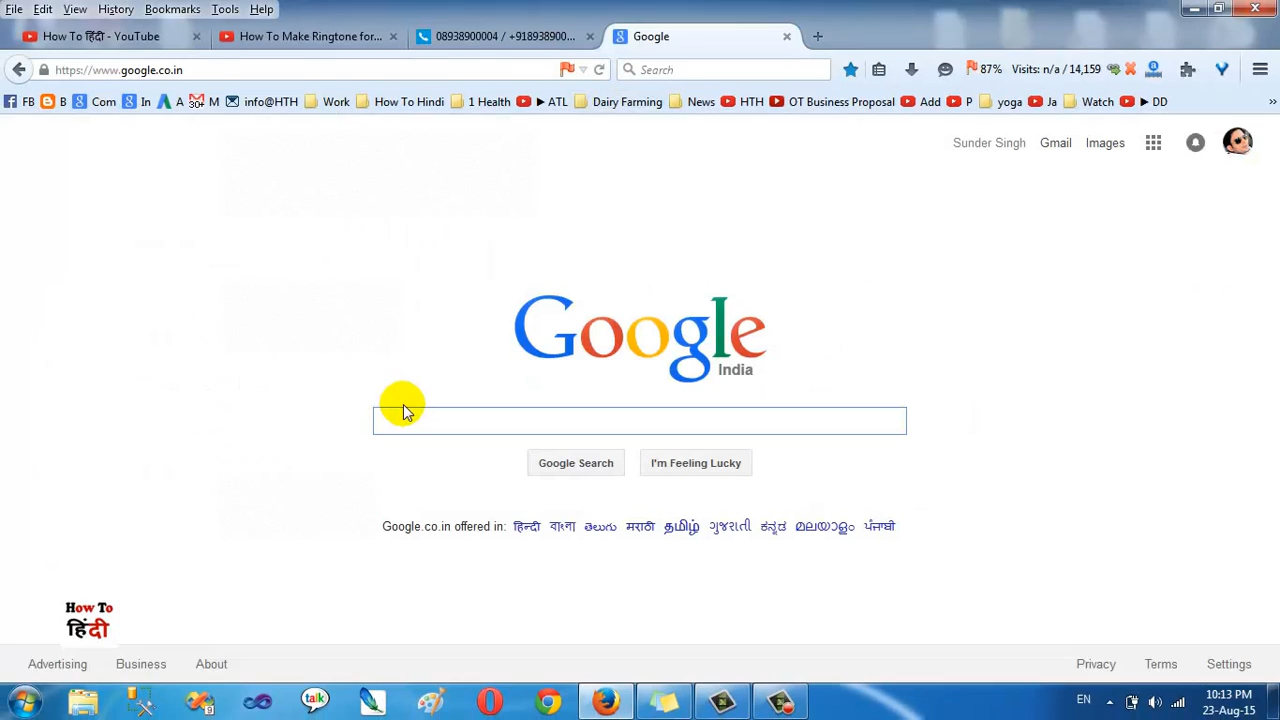 File Edit View History Bookmarks Tools Help
How To हिंदी - YouTube × How To Make Ringtone for... × 08938900004 / +918938900... × Google × +
https://www.google.co.in Search 87% Visits: n/a / 14,159
FB B Com In A 30+ M info@HTH Work How To Hindi 1 Health ▶ ATL Dairy Farming News HTH OT Business Proposal Add P yoga Ja Watch ▶ DD »
Sunder Singh Gmail Images
Google
India
Google Search I'm Feeling Lucky
Google.co.in offered in: हिन्दी বাংলা తెలుగు मराठी தமிழ் ગુજરાતી ಕನ್ನಡ മലയാളം ਪੰਜਾਬੀ
How To
हिंदी
Advertising Business About Privacy Terms Settings
talk 9 EN 10:13 PM
23-Aug-15